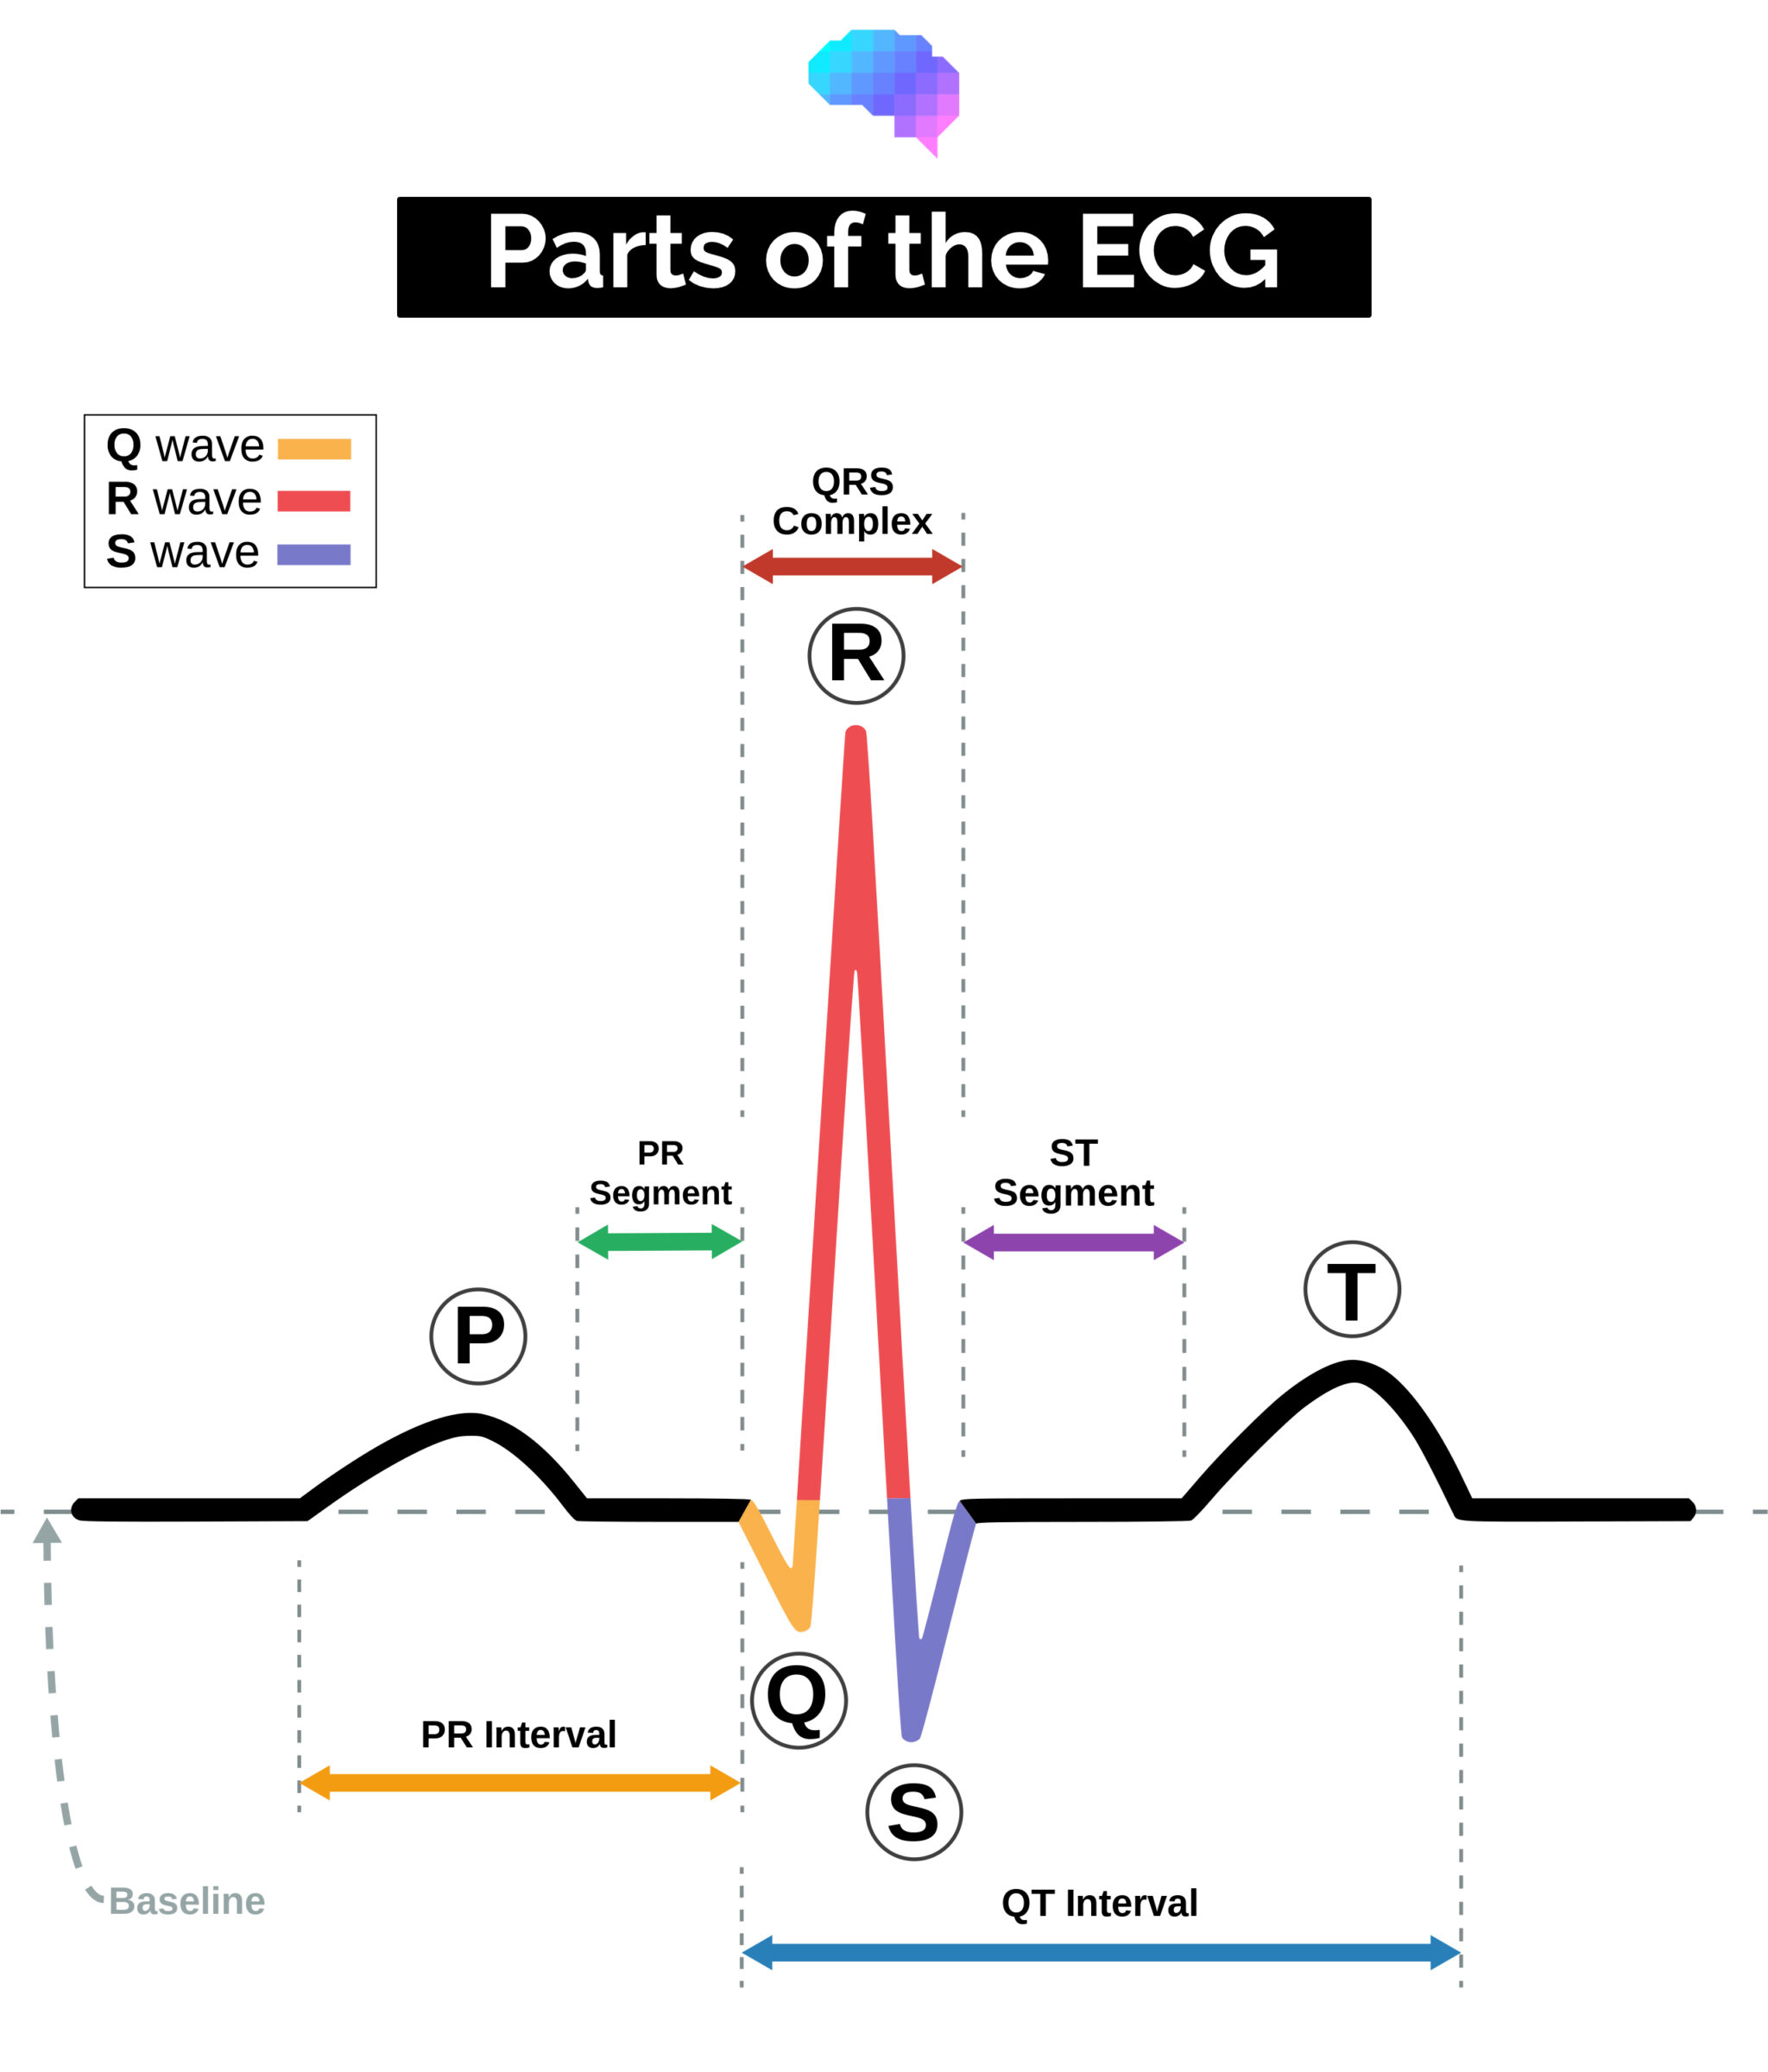 Parts of the ECG
Q wave
R wave
S wave
QRS
Complex
R
PR
Segment
ST
Segment
P
T
Q
PR Interval
S
Baseline
QT Interval